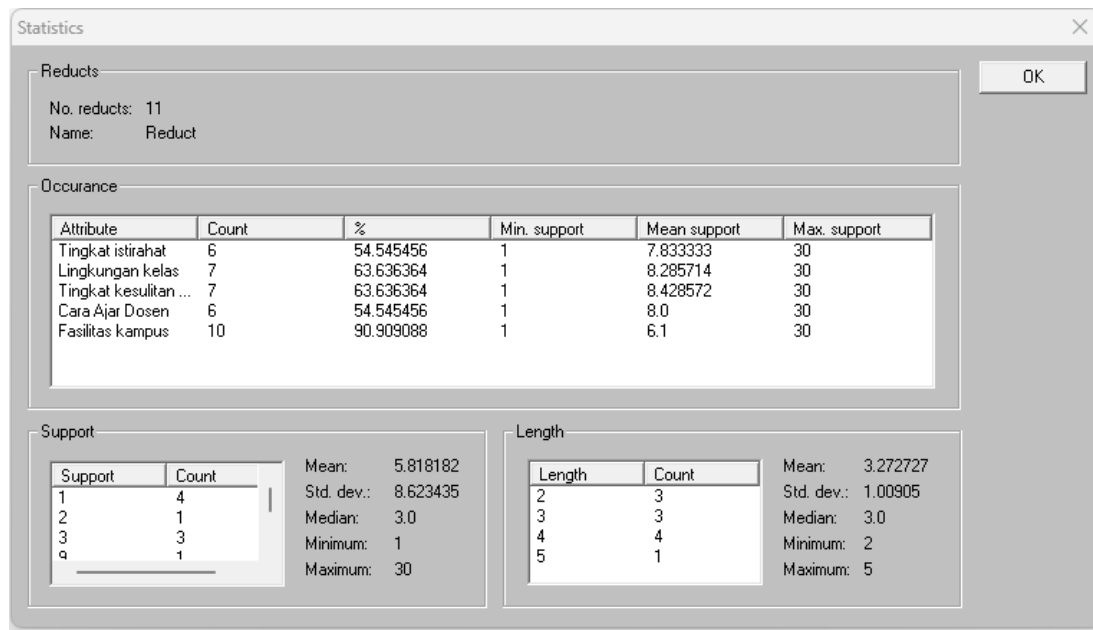 Statistics
Reducts
OK
No. reducts: 11
Name: Reduct
Occurance
Attribute Count % Min. support Mean support Max. support
Tingkat istirahat 6 54.545456 1 7.833333 30
Lingkungan kelas 7 63.636364 1 8.285714 30
Tingkat kesulitan ... 7 63.636364 1 8.428572 30
Cara Ajar Dosen 6 54.545456 1 8.0 30
Fasilitas kampus 10 90.909088 1 6.1 30
Support
Support Count
1 4
2 1
3 3
9 1
Mean: 5.818182
Std. dev.: 8.623435
Median: 3.0
Minimum: 1
Maximum: 30
Length
Length Count
2 3
3 3
4 4
5 1
Mean: 3.272727
Std. dev.: 1.00905
Median: 3.0
Minimum: 2
Maximum: 5